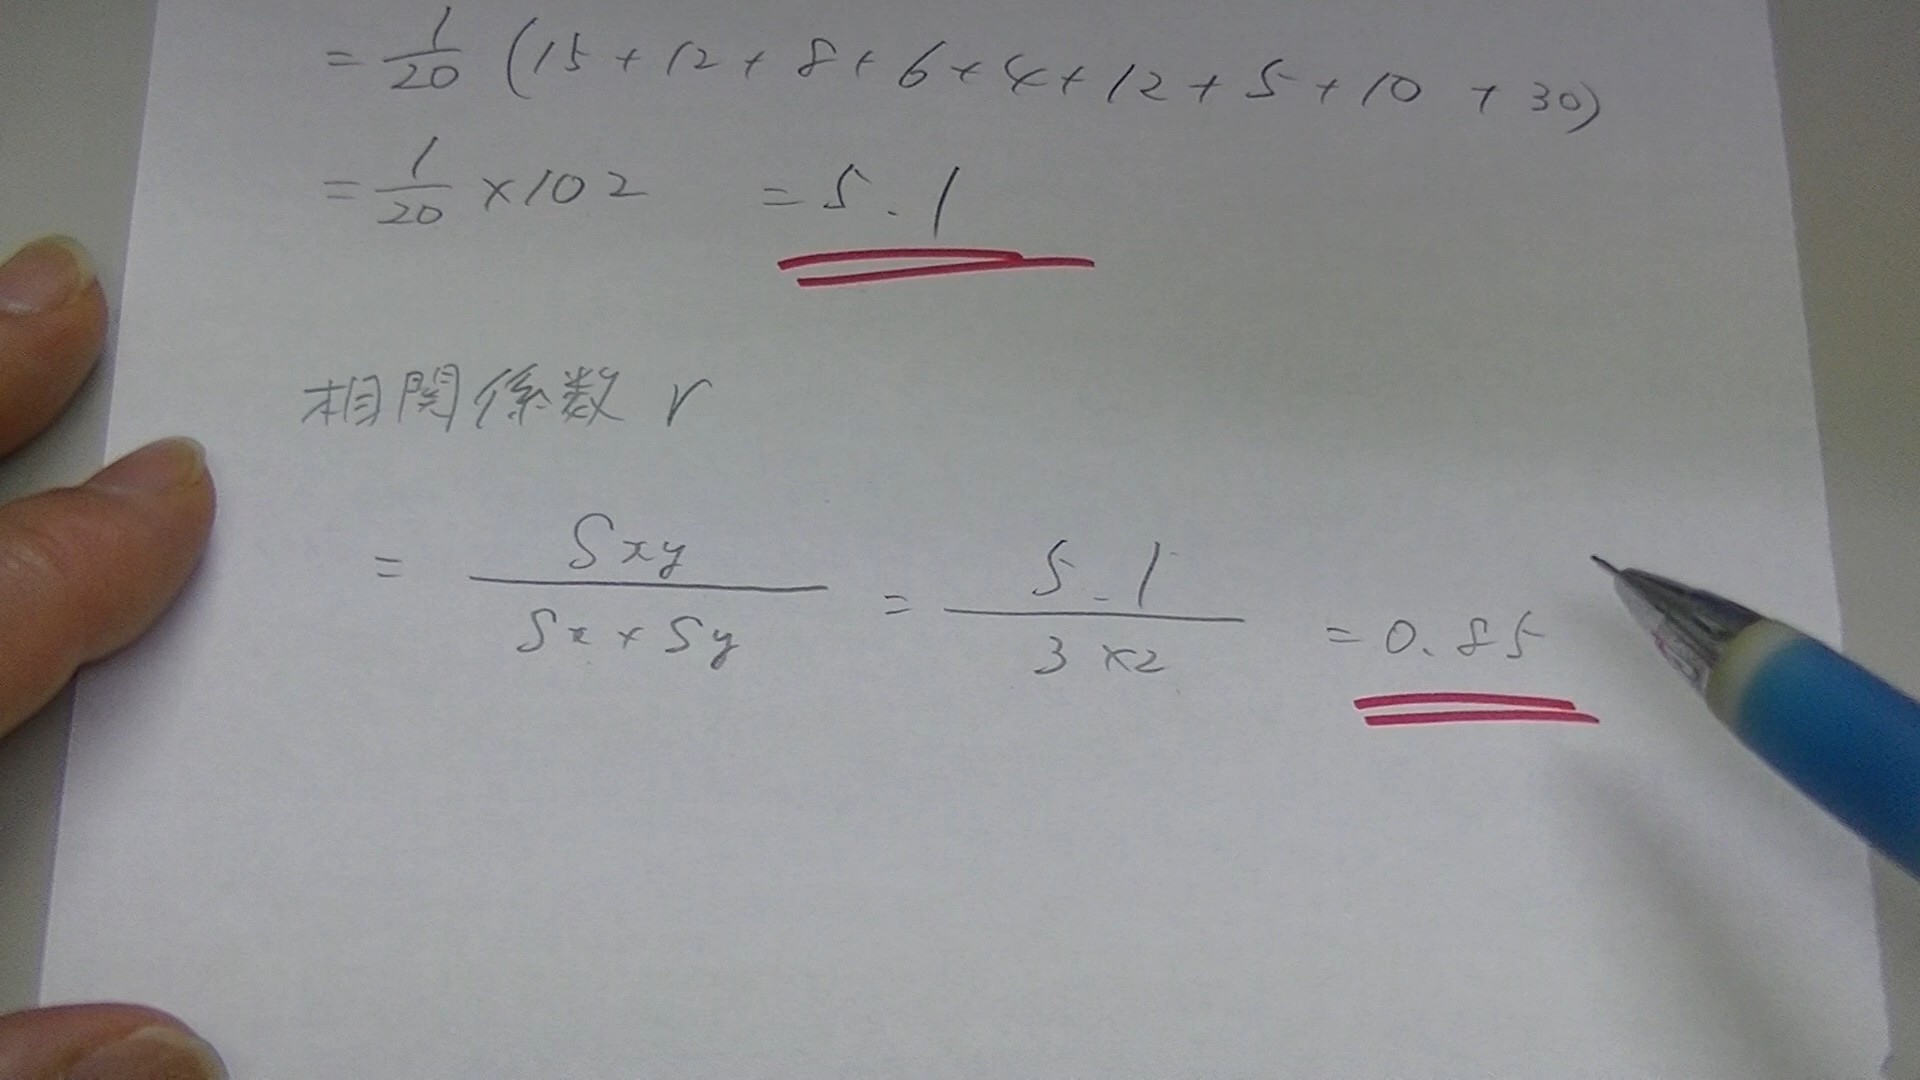 = 1/20 (15 + 12 + 8 + 6 + 4 + 12 + 5 + 10 + 30)
= 1/20 × 102 = 5.1
相関係数 r
= Sxy / Sx × Sy = 5.1 / 3 × 2 = 0.85